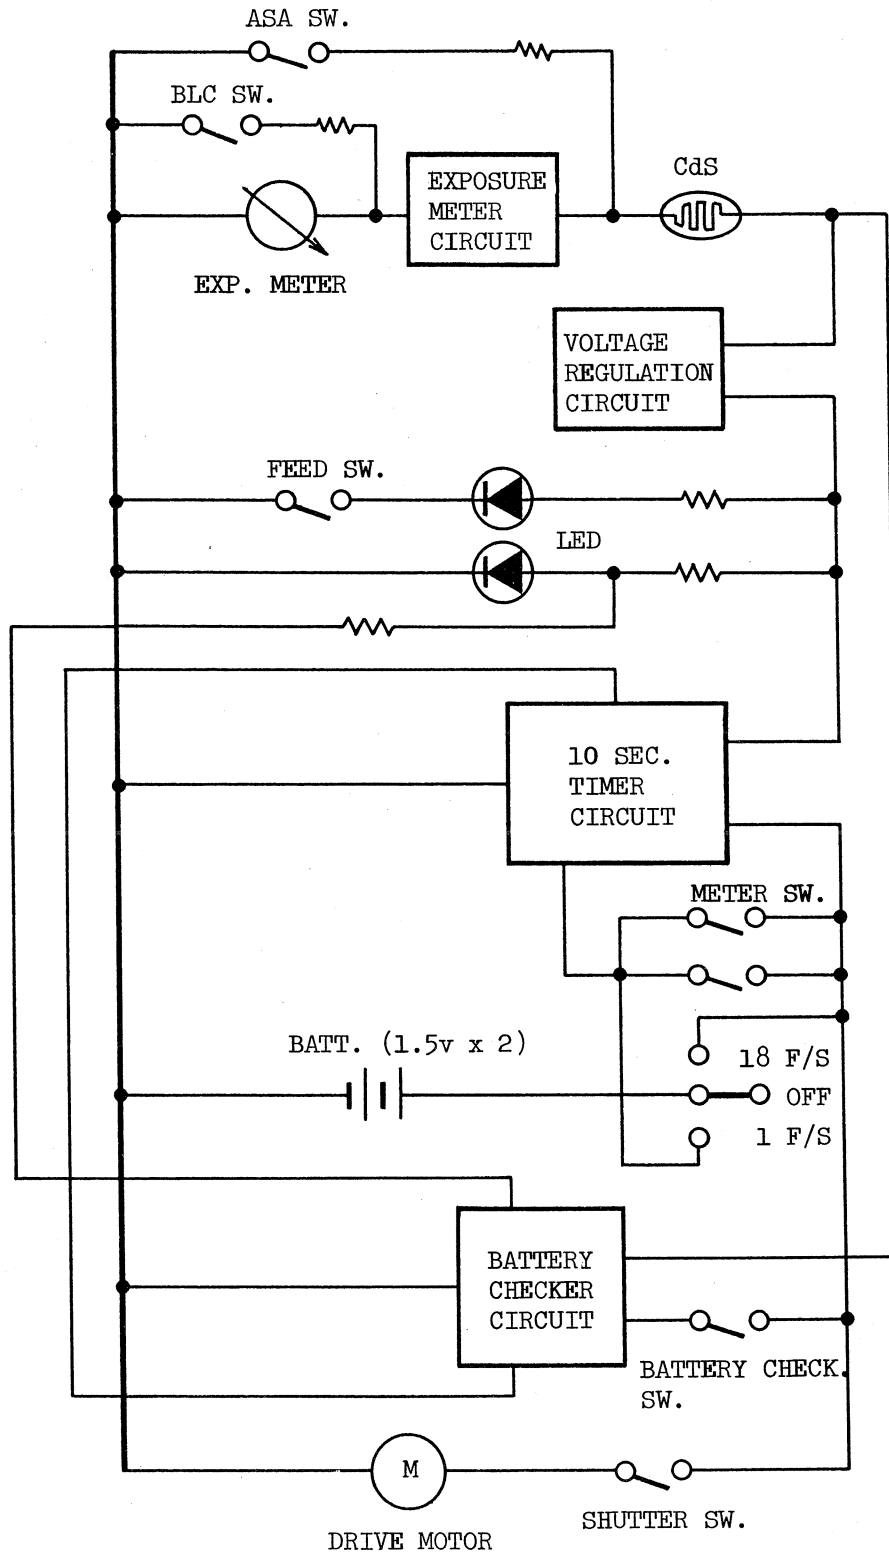 ASA SW.
BLC SW.
EXPOSURE
METER
CIRCUIT
CdS
EXP. METER
VOLTAGE
REGULATION
CIRCUIT
FEED SW.
LED
10 SEC.
TIMER
CIRCUIT
METER SW.
BATT. (1.5v x 2)
18 F/S
OFF
1 F/S
BATTERY
CHECKER
CIRCUIT
BATTERY CHECK.
SW.
M
SHUTTER SW.
DRIVE MOTOR